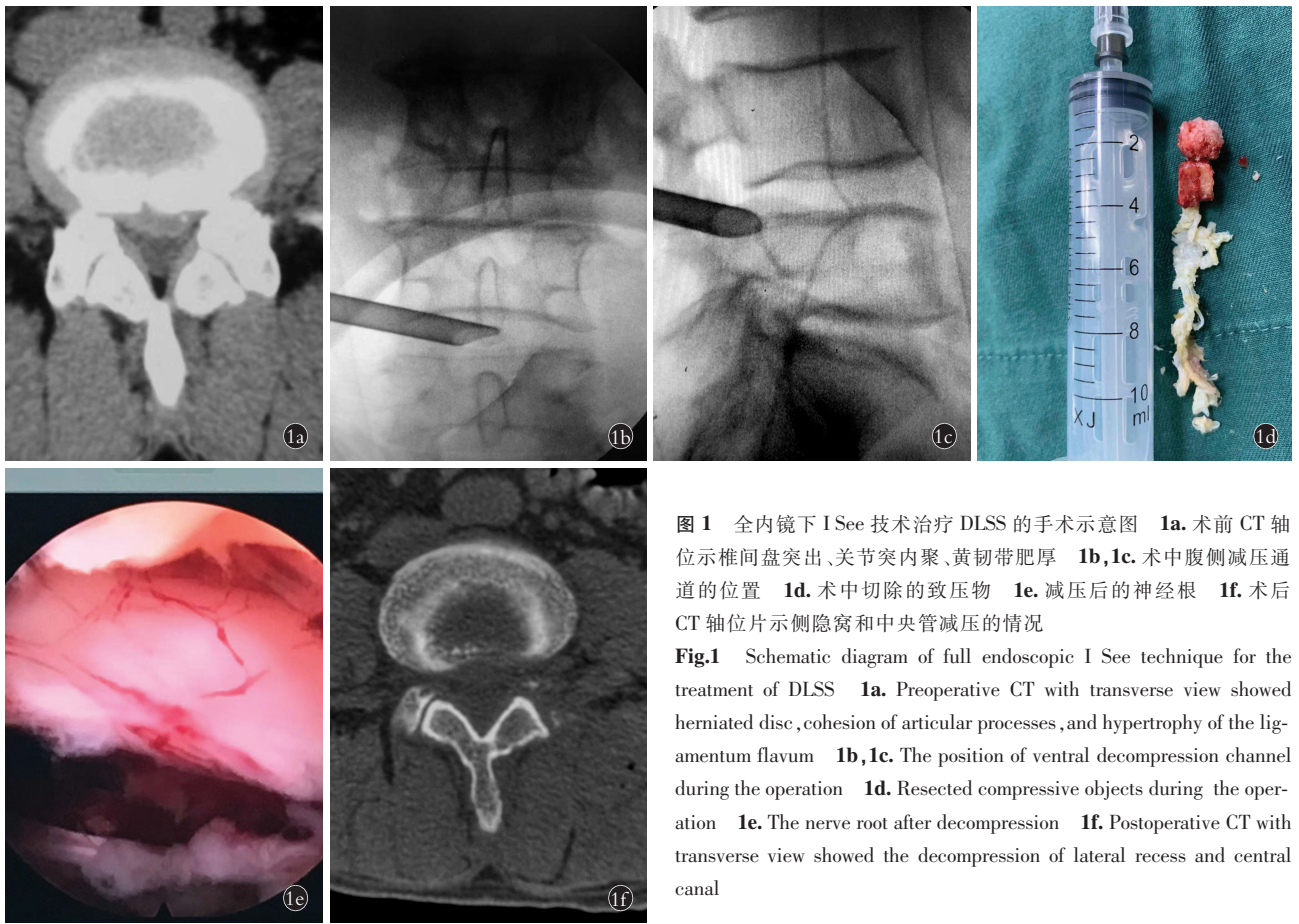 1a
1b
1c
2
4
6
8
10
XJ
ml
1d
1e
1f
图 1 全内镜下 I See 技术治疗 DLSS 的手术示意图 1a. 术前 CT 轴
位示椎间盘突出、关节突内聚、黄韧带肥厚 1b,1c. 术中腹侧减压通
道的位置 1d. 术中切除的致压物 1e. 减压后的神经根 1f. 术后
CT 轴位片示侧隐窝和中央管减压的情况
Fig.1 Schematic diagram of full endoscopic I See technique for the
treatment of DLSS 1a. Preoperative CT with transverse view showed
herniated disc,cohesion of articular processes,and hypertrophy of the lig-
amentum flavum 1b,1c. The position of ventral decompression channel
during the operation 1d. Resected compressive objects during the oper-
ation 1e. The nerve root after decompression 1f. Postoperative CT with
transverse view showed the decompression of lateral recess and central
canal